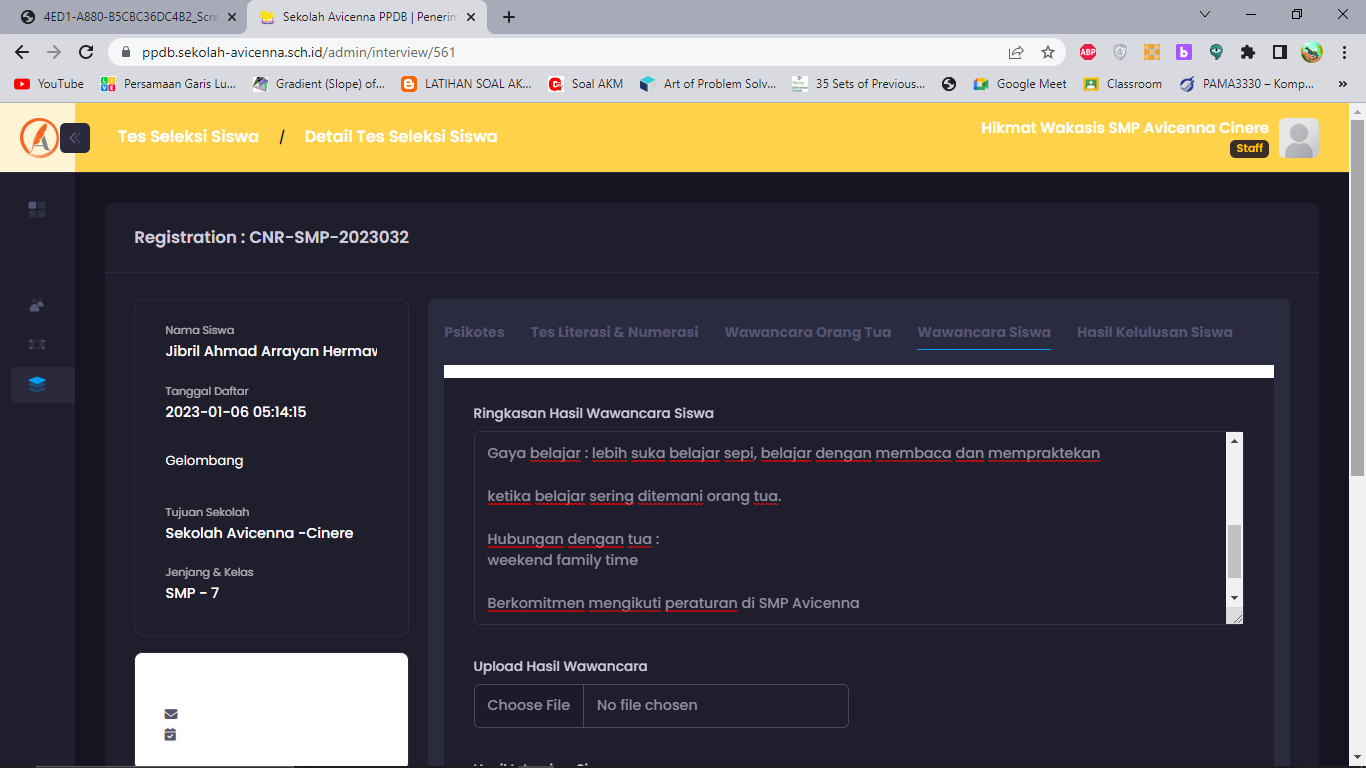 4ED1-A880-B5CBC36DC4B2_Scre
Sekolah Avicenna PPDB | Penerim
ppdb.sekolah-avicenna.sch.id/admin/interview/561
ABP
YouTube
Persamaan Garis Lu...
Gradient (Slope) of...
LATIHAN SOAL AK...
Soal AKM
Art of Problem Solv...
35 Sets of Previous...
Google Meet
Classroom
PAMA3330 – Komp...
Tes Seleksi Siswa / Detail Tes Seleksi Siswa
Hikmat Wakasis SMP Avicenna Cinere
Staff
Registration : CNR-SMP-2023032
Nama Siswa
Jibril Ahmad Arrayan Hermav
Tanggal Daftar
2023-01-06 05:14:15
Gelombang
Tujuan Sekolah
Sekolah Avicenna -Cinere
Jenjang & Kelas
SMP - 7
Psikotes
Tes Literasi & Numerasi
Wawancara Orang Tua
Wawancara Siswa
Hasil Kelulusan Siswa
Ringkasan Hasil Wawancara Siswa
Gaya belajar : lebih suka belajar sepi, belajar dengan membaca dan mempraktekan
ketika belajar sering ditemani orang tua.
Hubungan dengan tua :
weekend family time
Berkomitmen mengikuti peraturan di SMP Avicenna
Upload Hasil Wawancara
Choose File No file chosen